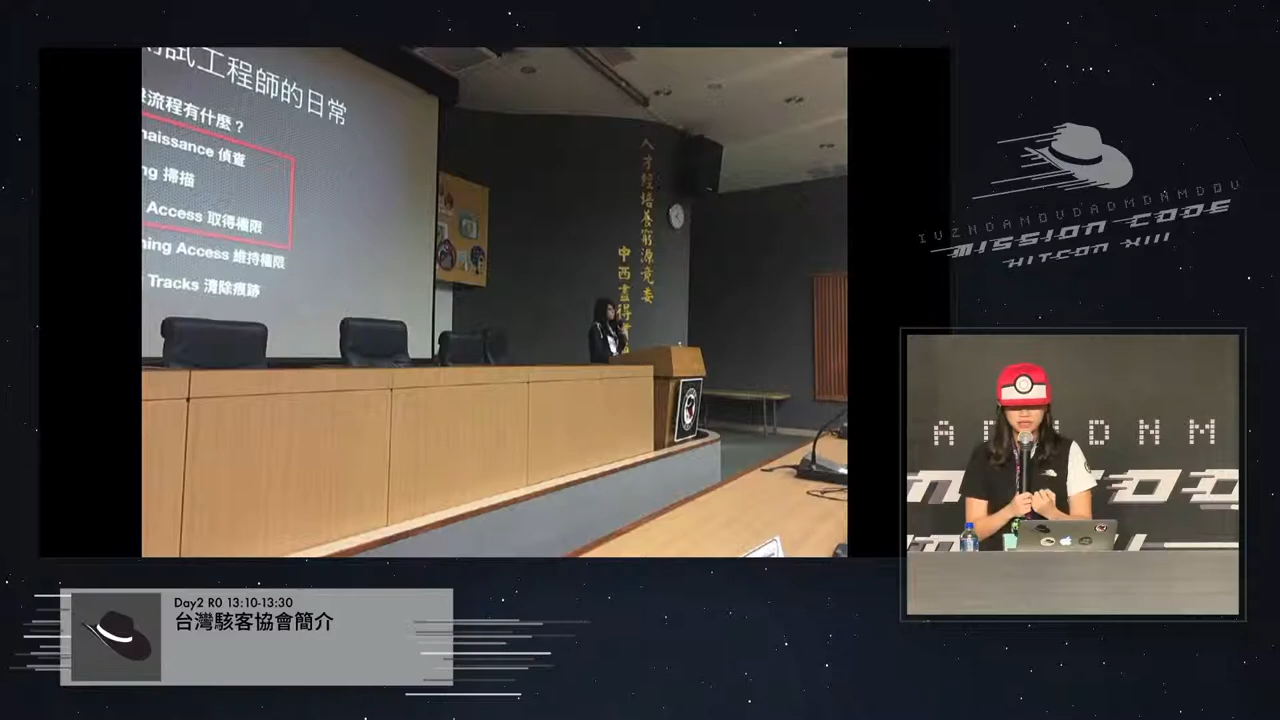 試工程師的日常
流程有什麼？
naissance 偵查
ng 掃描
Access 取得權限
ning Access 維持權限
Tracks 清除痕跡
人才經培養窮源竟委
中西畫得
IVZHDAMOVDADMDAMDQV
MISSION CODE
HITCON XIII
Day2 R0 13:10-13:30
台灣駭客協會簡介